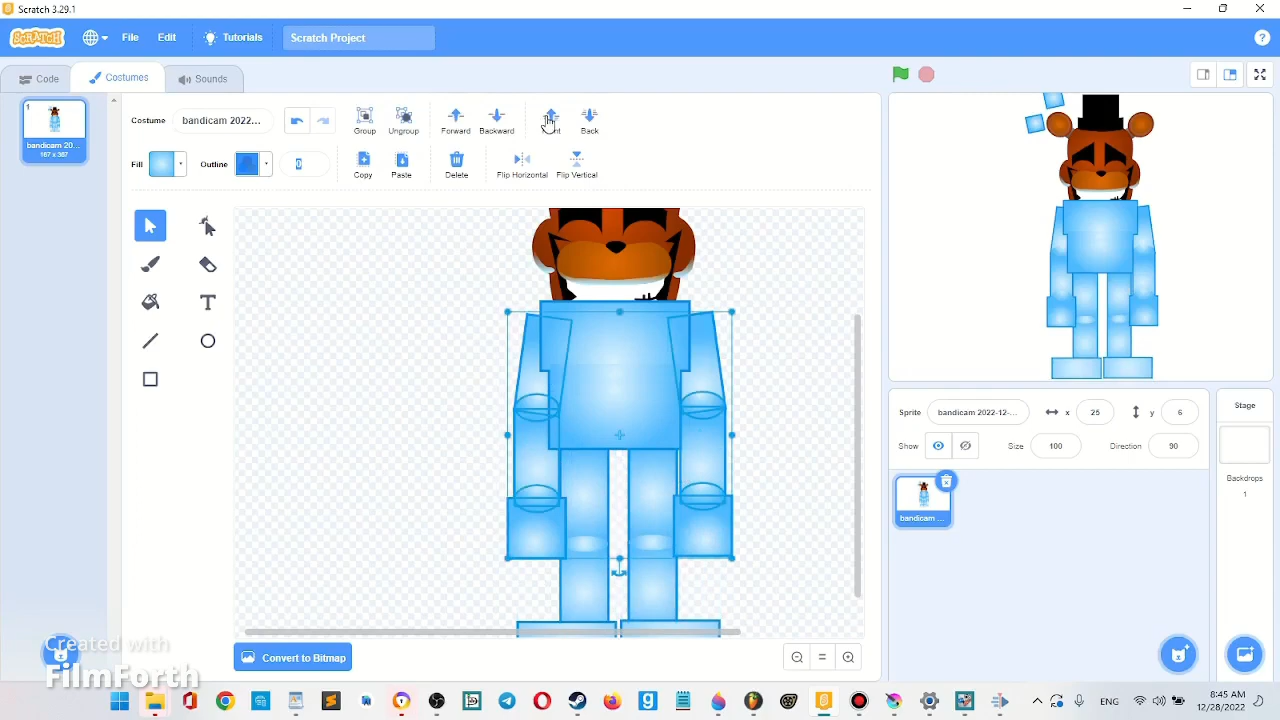 Scratch 3.29.1
SCRATCH File Edit Tutorials Scratch Project ?
Code Costumes Sounds
1
bandicam 20...
167 x 387
Costume bandicam 2022... Group Ungroup Forward Backward Back
Fill Outline 0 Copy Paste Delete Flip Horizontal Flip Vertical
Convert to Bitmap
Created with
FilmForth
Sprite bandicam 2022-12-... x 25 y 6
Show Size 100 Direction 90
bandicam ...
Stage
Backdrops
1
ENG 8:45 AM
12/28/2022